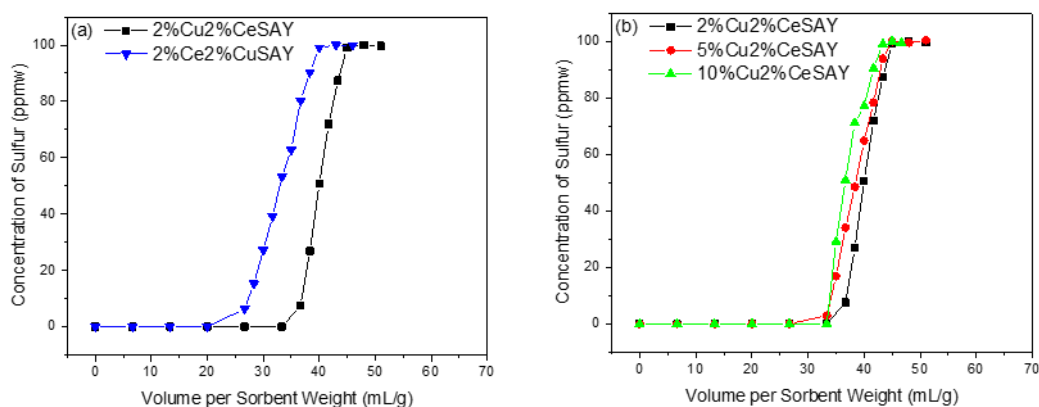 (a)
2%Cu2%CeSAY
2%Ce2%CuSAY
Concentration of Sulfur (ppmw)
100
80
60
40
20
0
0 10 20 30 40 50 60 70
Volume per Sorbent Weight (mL/g)
(b)
2%Cu2%CeSAY
5%Cu2%CeSAY
10%Cu2%CeSAY
Concentration of Sulfur (ppmw)
100
80
60
40
20
0
0 10 20 30 40 50 60 70
Volume per Sorbent Weight (mL/g)